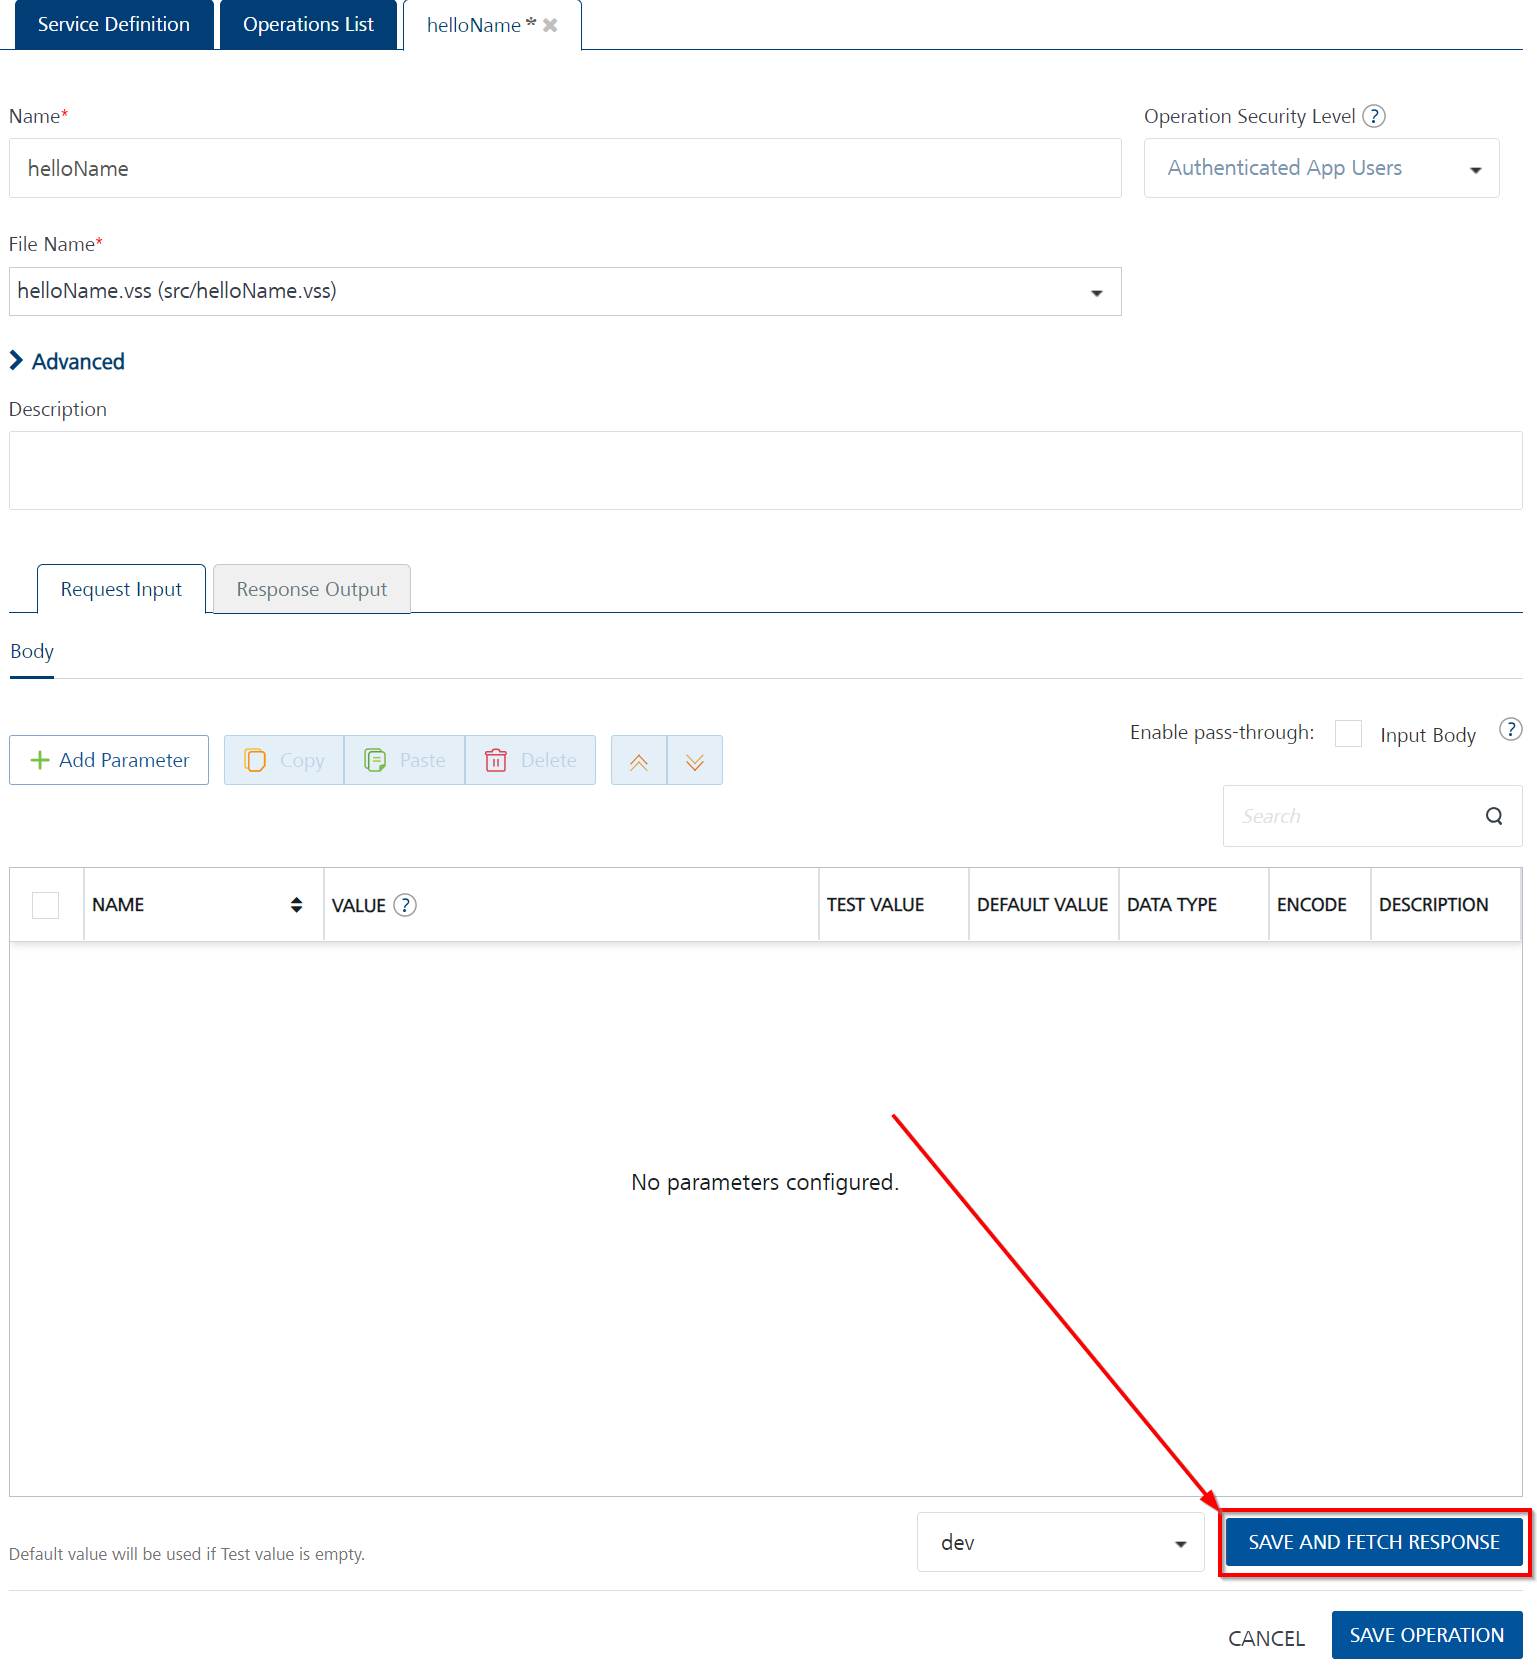 Service Definition Operations List helloName *
Name* Operation Security Level ?
helloName Authenticated App Users
File Name*
helloName.vss (src/helloName.vss)
Advanced
Description
Request Input Response Output
Body
Enable pass-through: Input Body ?
Add Parameter Copy Paste Delete
Search
NAME VALUE ? TEST VALUE DEFAULT VALUE DATA TYPE ENCODE DESCRIPTION
No parameters configured.
dev SAVE AND FETCH RESPONSE
Default value will be used if Test value is empty.
CANCEL SAVE OPERATION